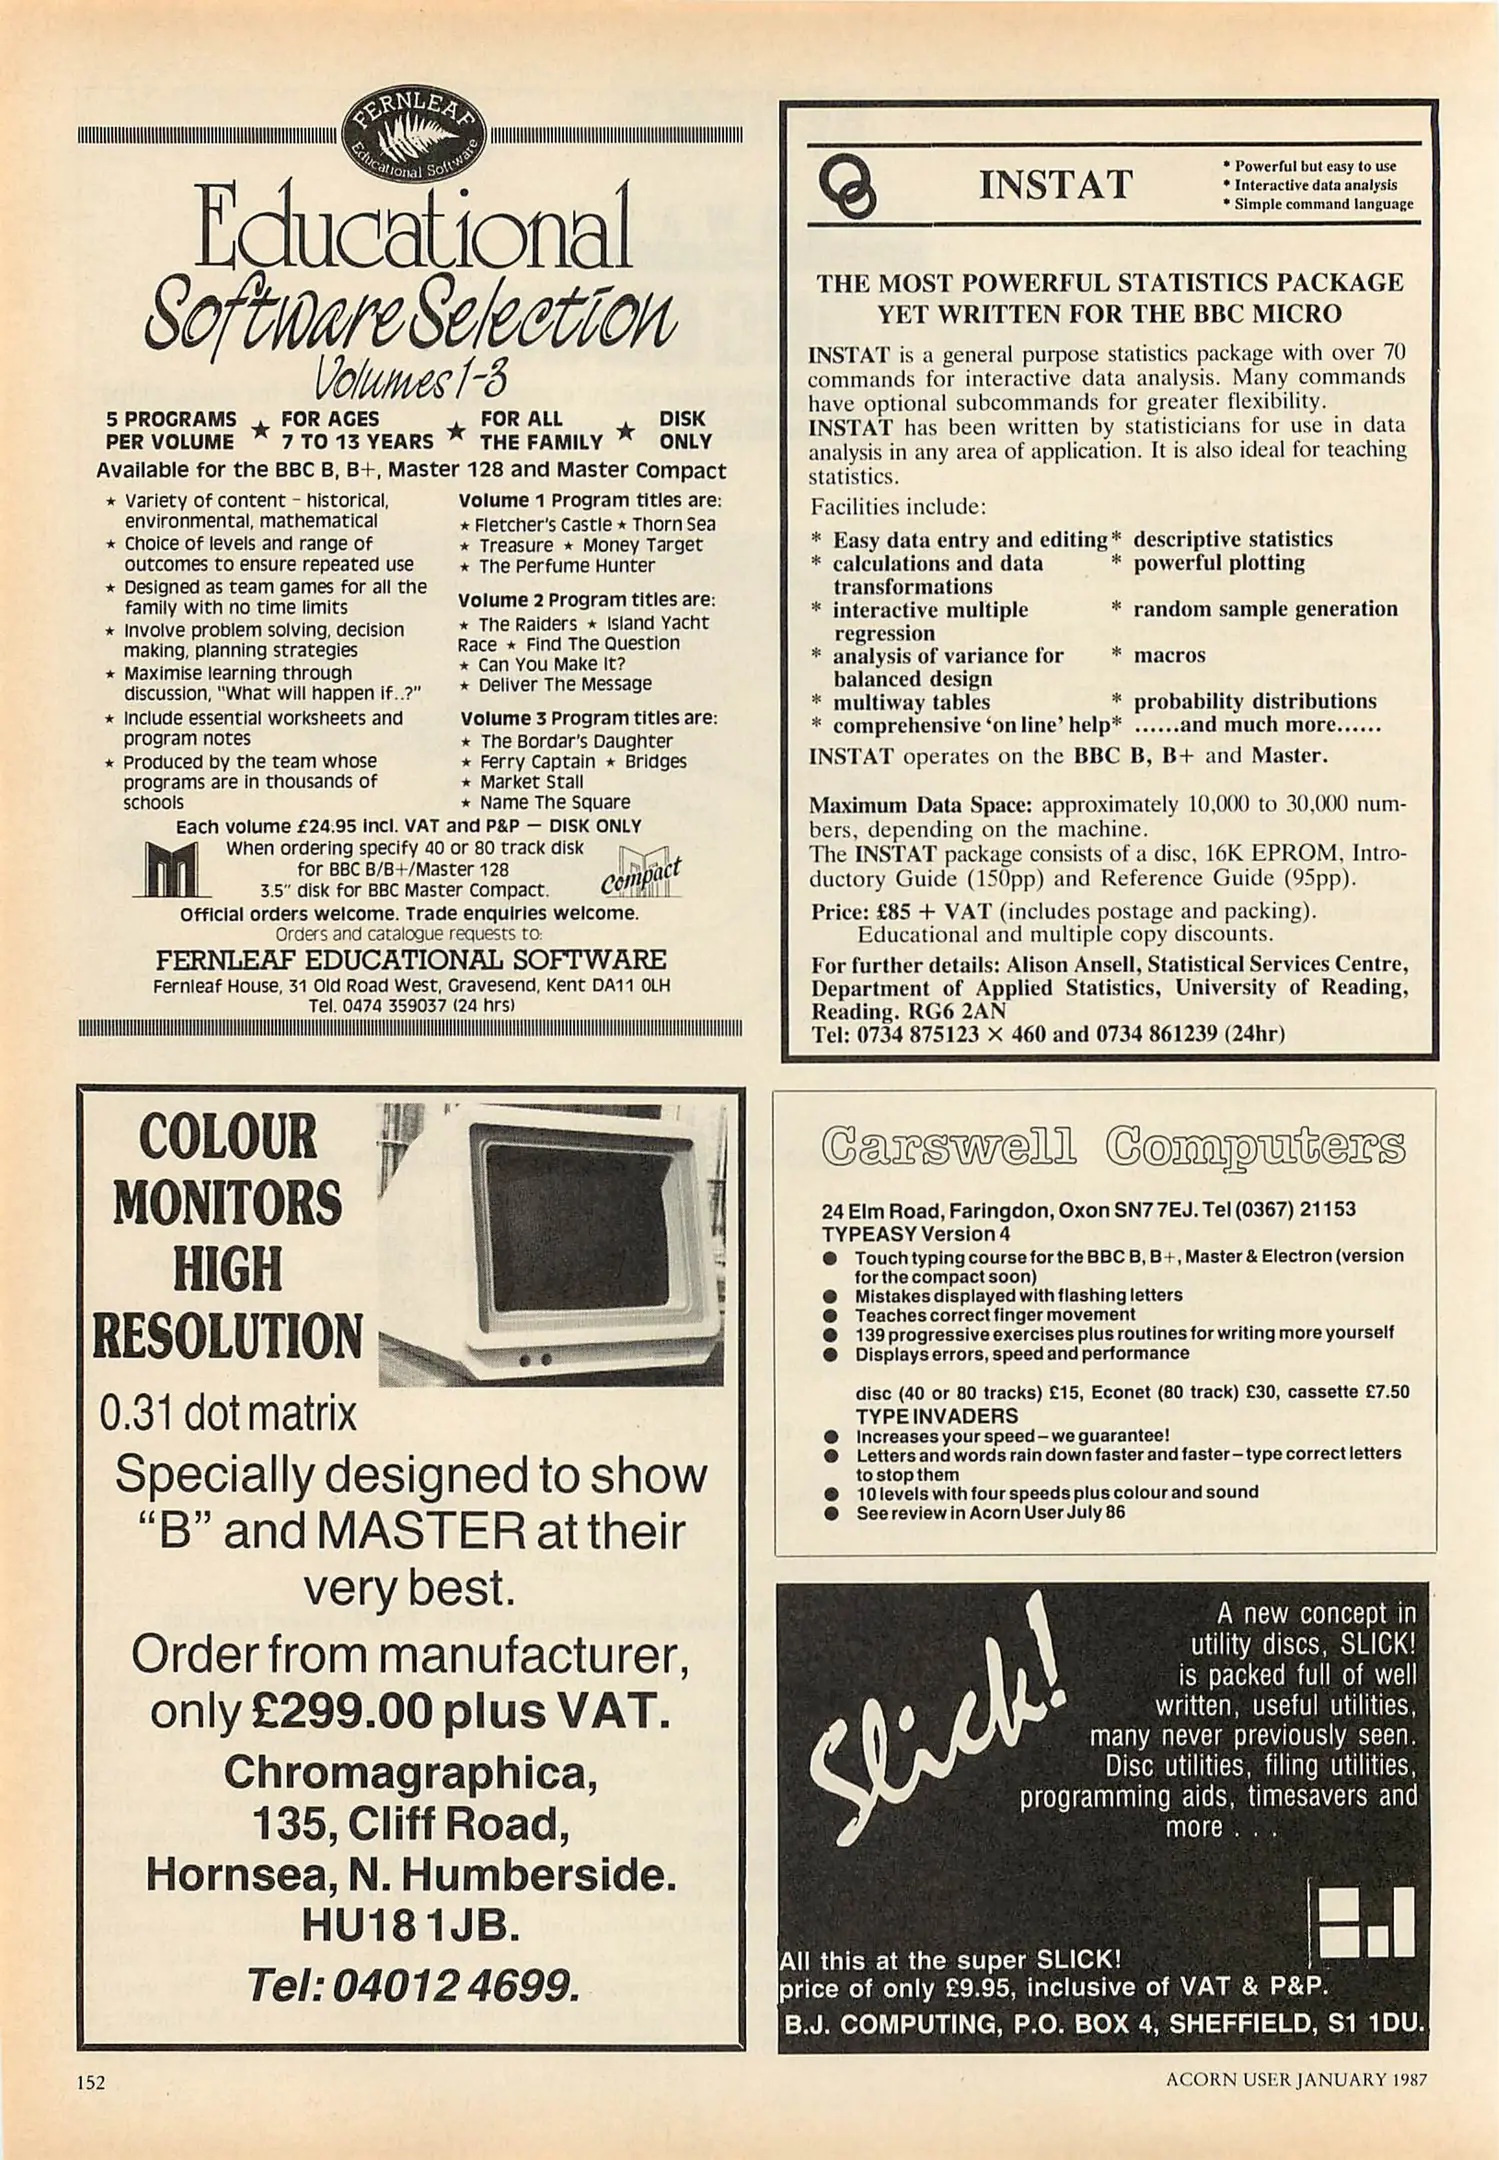 FERNLEAF
Educational Software
Educational
Software Selection
Volumes 1-3
5 PROGRAMS ★ FOR AGES ★ FOR ALL ★ DISK
PER VOLUME 7 TO 13 YEARS THE FAMILY ONLY
Available for the BBC B, B+, Master 128 and Master Compact
★ Variety of content – historical,
environmental, mathematical
★ Choice of levels and range of
outcomes to ensure repeated use
★ Designed as team games for all the
family with no time limits
★ Involve problem solving, decision
making, planning strategies
★ Maximise learning through
discussion, "What will happen if..?"
★ Include essential worksheets and
program notes
★ Produced by the team whose
programs are in thousands of
schools
Volume 1 Program titles are:
★ Fletcher's Castle ★ Thorn Sea
★ Treasure ★ Money Target
★ The Perfume Hunter
Volume 2 Program titles are:
★ The Raiders ★ Island Yacht
Race ★ Find The Question
★ Can You Make It?
★ Deliver The Message
Volume 3 Program titles are:
★ The Bordar's Daughter
★ Ferry Captain ★ Bridges
★ Market Stall
★ Name The Square
Each volume £24.95 incl. VAT and P&P — DISK ONLY
When ordering specify 40 or 80 track disk
for BBC B/B+/Master 128
3.5" disk for BBC Master Compact.
Compact
Official orders welcome. Trade enquiries welcome.
Orders and catalogue requests to:
FERNLEAF EDUCATIONAL SOFTWARE
Fernleaf House, 31 Old Road West, Gravesend, Kent DA11 0LH
Tel. 0474 359037 (24 hrs)
INSTAT
* Powerful but easy to use
* Interactive data analysis
* Simple command language
THE MOST POWERFUL STATISTICS PACKAGE
YET WRITTEN FOR THE BBC MICRO
INSTAT is a general purpose statistics package with over 70
commands for interactive data analysis. Many commands
have optional subcommands for greater flexibility.
INSTAT has been written by statisticians for use in data
analysis in any area of application. It is also ideal for teaching
statistics.
Facilities include:
* Easy data entry and editing * descriptive statistics
* calculations and data * powerful plotting
transformations
* interactive multiple * random sample generation
regression
* analysis of variance for * macros
balanced design
* multiway tables * probability distributions
* comprehensive 'on line' help * ......and much more......
INSTAT operates on the BBC B, B+ and Master.
Maximum Data Space: approximately 10,000 to 30,000 num-
bers, depending on the machine.
The INSTAT package consists of a disc, 16K EPROM, Intro-
ductory Guide (150pp) and Reference Guide (95pp).
Price: £85 + VAT (includes postage and packing).
Educational and multiple copy discounts.
For further details: Alison Ansell, Statistical Services Centre,
Department of Applied Statistics, University of Reading,
Reading. RG6 2AN
Tel: 0734 875123 × 460 and 0734 861239 (24hr)
COLOUR
MONITORS
HIGH
RESOLUTION
0.31 dot matrix
Specially designed to show
"B" and MASTER at their
very best.
Order from manufacturer,
only £299.00 plus VAT.
Chromagraphica,
135, Cliff Road,
Hornsea, N. Humberside.
HU18 1JB.
Tel: 04012 4699.
Carswell Computers
24 Elm Road, Faringdon, Oxon SN7 7EJ. Tel (0367) 21153
TYPEASY Version 4
● Touch typing course for the BBC B, B+, Master & Electron (version
for the compact soon)
● Mistakes displayed with flashing letters
● Teaches correct finger movement
● 139 progressive exercises plus routines for writing more yourself
● Displays errors, speed and performance
disc (40 or 80 tracks) £15, Econet (80 track) £30, cassette £7.50
TYPE INVADERS
● Increases your speed – we guarantee!
● Letters and words rain down faster and faster – type correct letters
to stop them
● 10 levels with four speeds plus colour and sound
● See review in Acorn User July 86
Slick!
A new concept in
utility discs, SLICK!
is packed full of well
written, useful utilities,
many never previously seen.
Disc utilities, filing utilities,
programming aids, timesavers and
more . . .
All this at the super SLICK!
price of only £9.95, inclusive of VAT & P&P.
B.J. COMPUTING, P.O. BOX 4, SHEFFIELD, S1 1DU.
152
ACORN USER JANUARY 1987